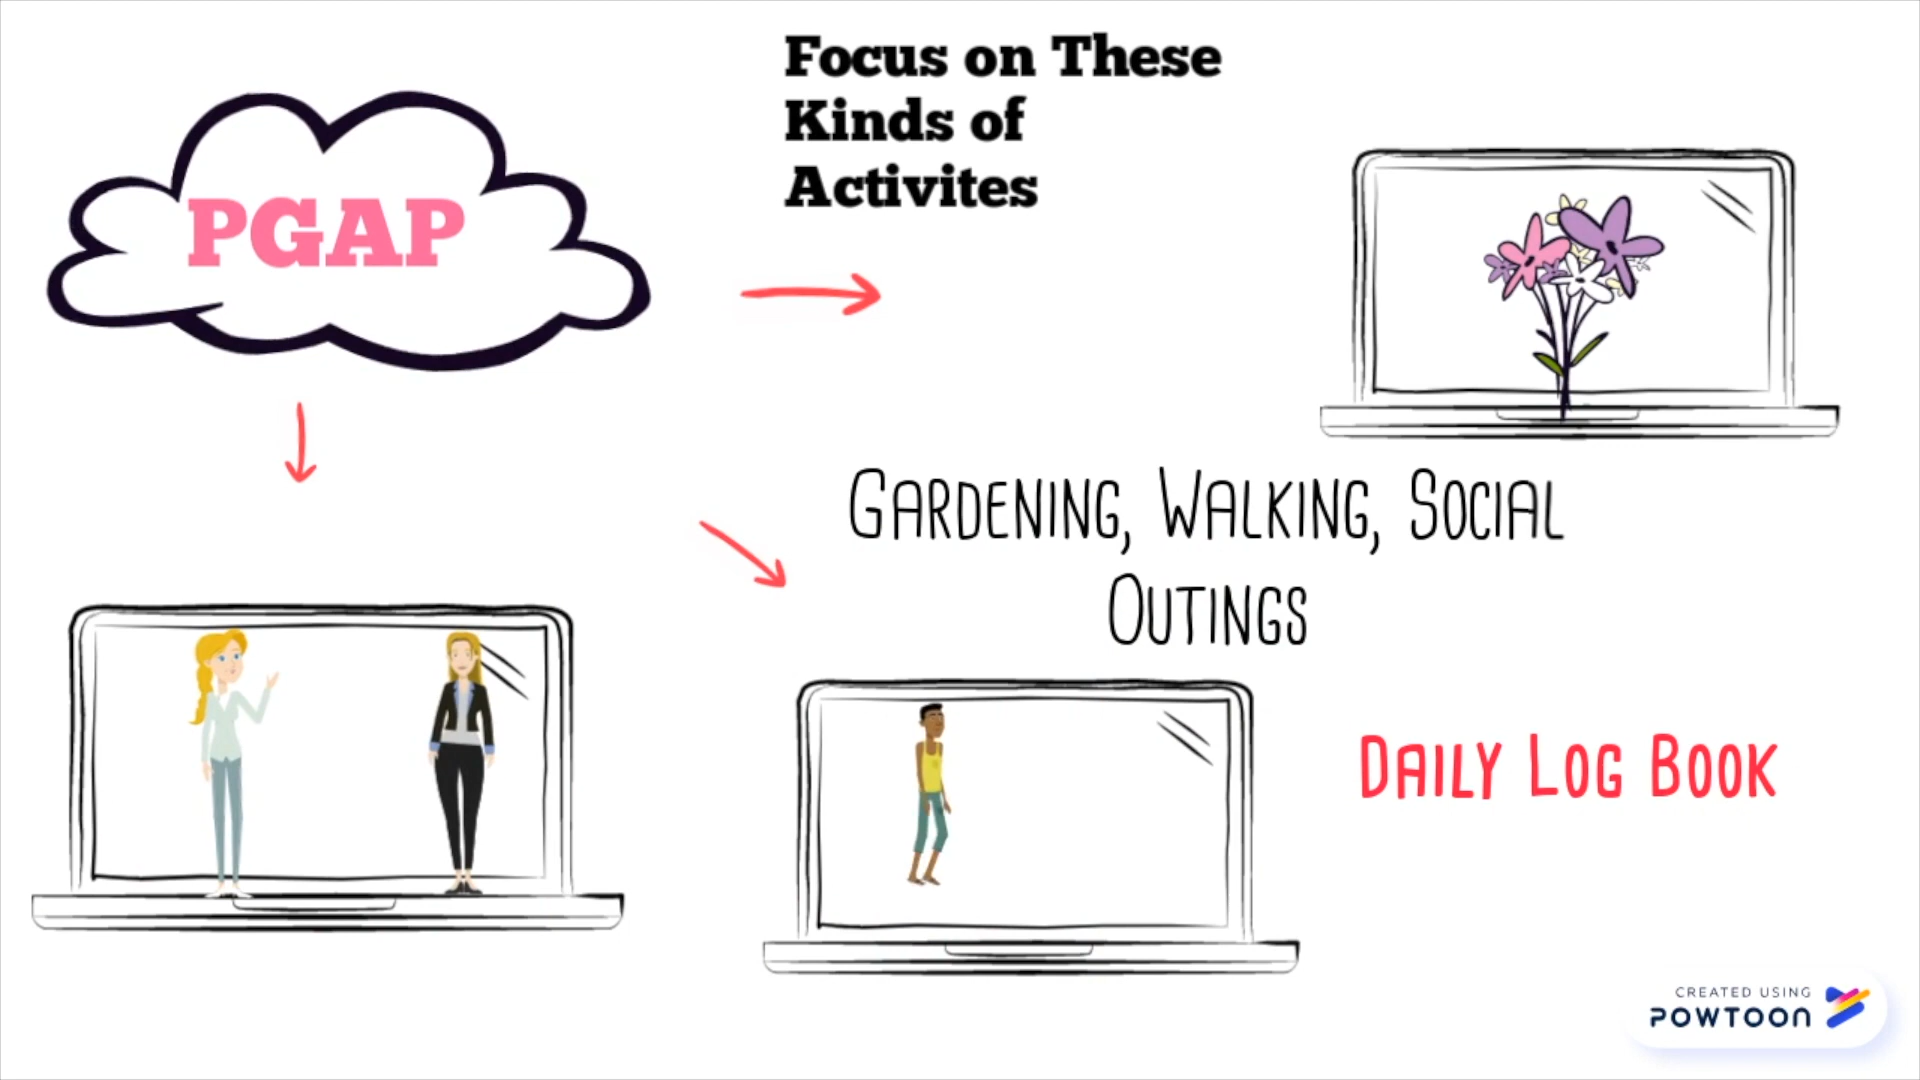 PGAP
Focus on These
Kinds of
Activites
GARDENING, WALKING, SOCIAL
OUTINGS
DAILY LOG BOOK
CREATED USING
POWTOON